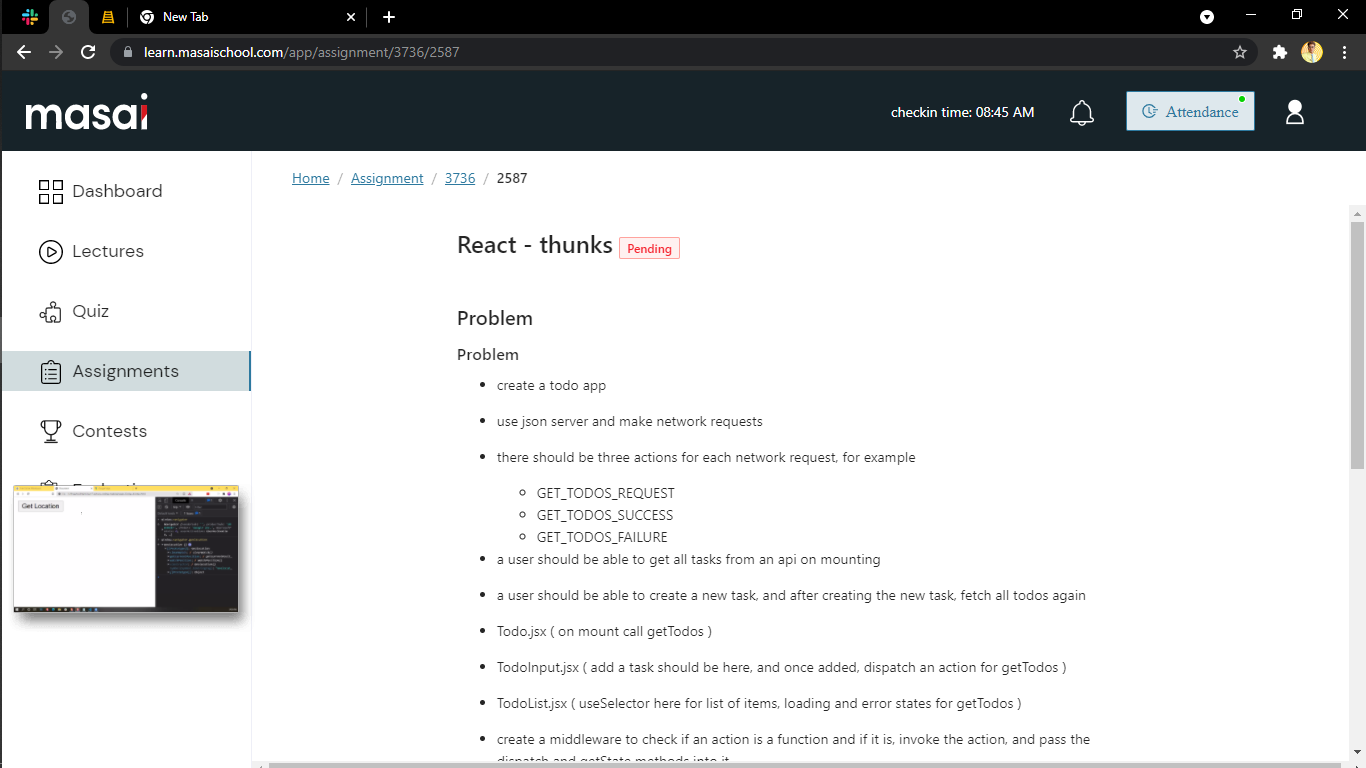 New Tab
learn.masaischool.com/app/assignment/3736/2587
masai
checkin time: 08:45 AM
Attendance
Dashboard
Lectures
Quiz
Assignments
Contests
Get Location
Home / Assignment / 3736 / 2587
React - thunks Pending
Problem
Problem
create a todo app
use json server and make network requests
there should be three actions for each network request, for example
GET_TODOS_REQUEST
GET_TODOS_SUCCESS
GET_TODOS_FAILURE
a user should be able to get all tasks from an api on mounting
a user should be able to create a new task, and after creating the new task, fetch all todos again
Todo.jsx ( on mount call getTodos )
TodoInput.jsx ( add a task should be here, and once added, dispatch an action for getTodos )
TodoList.jsx ( useSelector here for list of items, loading and error states for getTodos )
create a middleware to check if an action is a function and if it is, invoke the action, and pass the
dispatch and getState methods into it